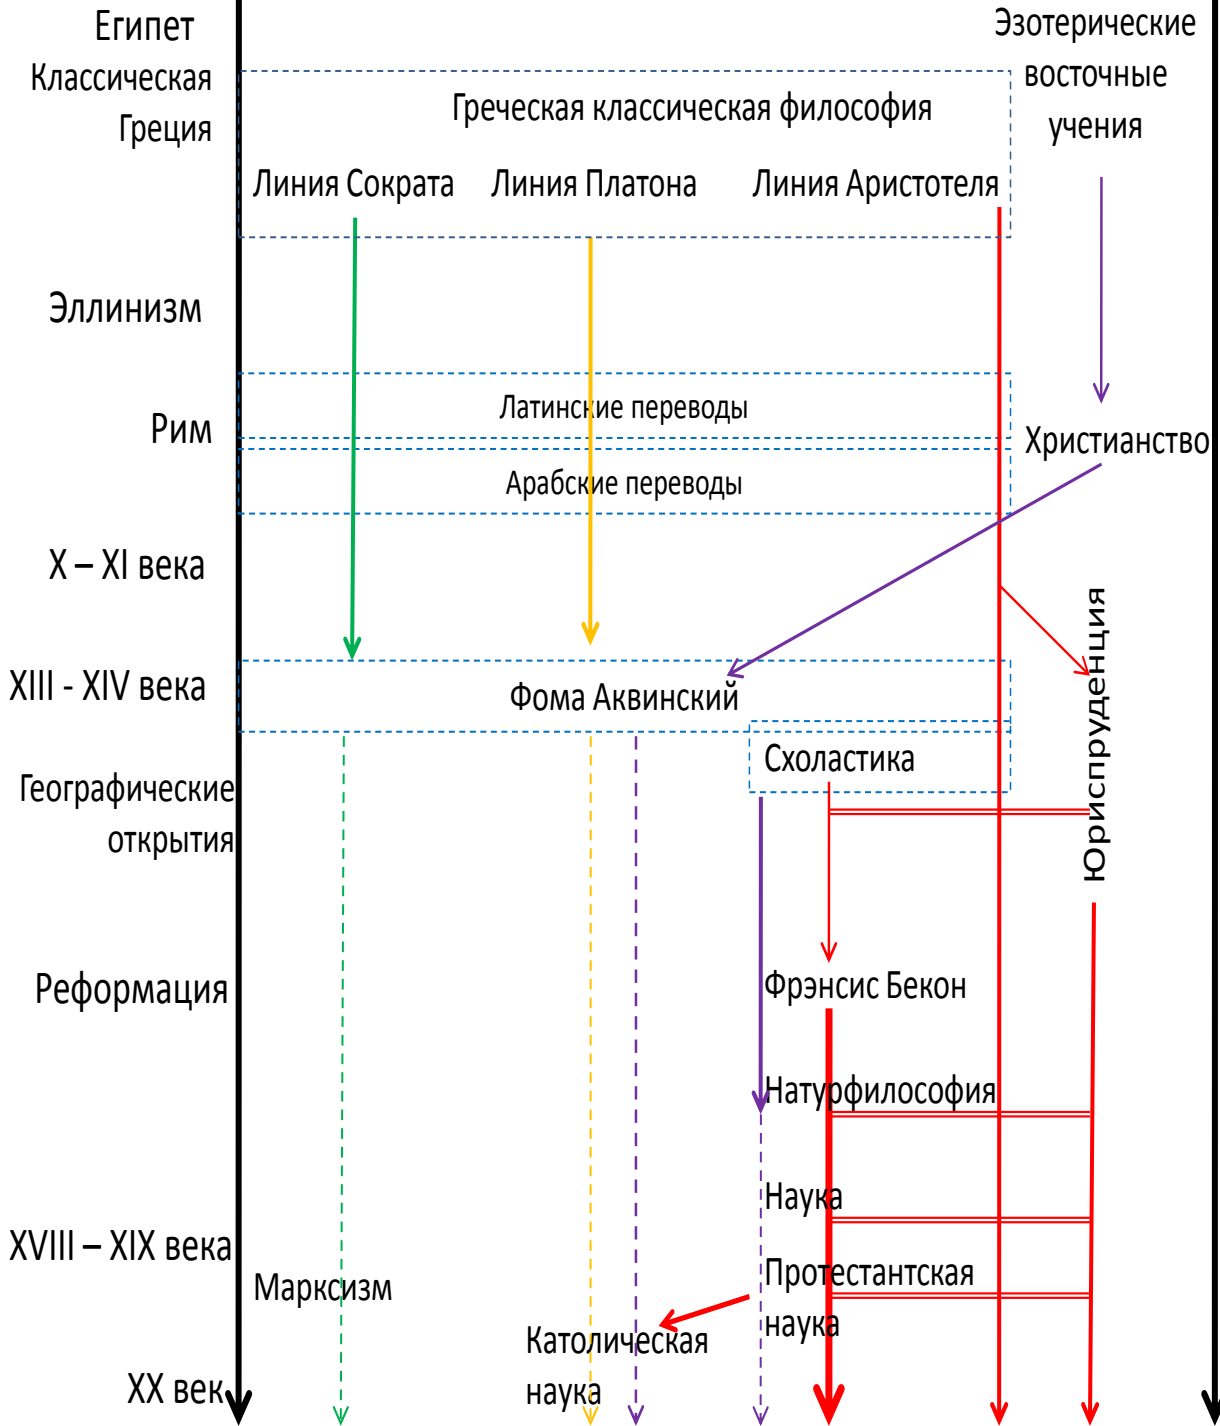 Египет
Эзотерические
восточные
учения
Классическая
Греция
Греческая классическая философия
Линия Сократа
Линия Платона
Линия Аристотеля
Эллинизм
Латинские переводы
Рим
Христианство
Арабские переводы
X – XI века
XIII - XIV века
Фома Аквинский
Юриспруденция
Схоластика
Географические
открытия
Реформация
Фрэнсис Бекон
Натурфилософия
Наука
XVIII – XIX века
Марксизм
Протестантская
наука
Католическая
наука
XX век